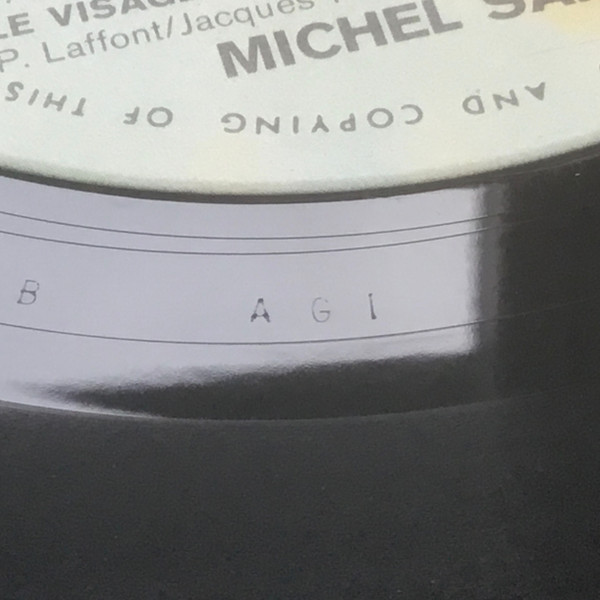 LE VISAG
P. Laffont/Jacques
MICHEL SA
AND COPYING OF THIS
B AGI